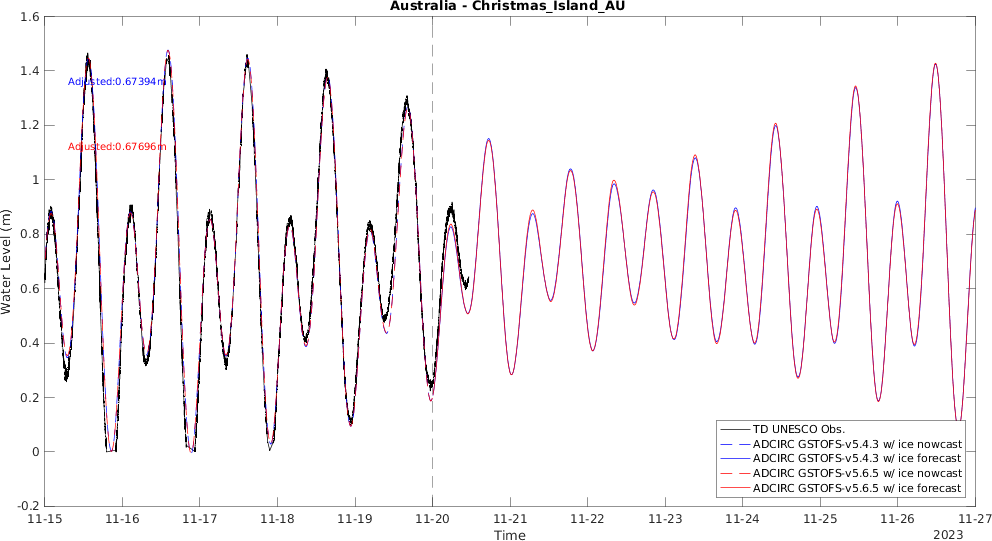 Australia - Christmas_Island_AU
1.6
1.4
1.2
1
0.8
0.6
0.4
0.2
0
-0.2
Water Level (m)
Adjusted:0.67394m
Adjusted:0.67696m
TD UNESCO Obs.
ADCIRC GSTOFS-v5.4.3 w/ ice nowcast
ADCIRC GSTOFS-v5.4.3 w/ ice forecast
ADCIRC GSTOFS-v5.6.5 w/ ice nowcast
ADCIRC GSTOFS-v5.6.5 w/ ice forecast
11-15 11-16 11-17 11-18 11-19 11-20 11-21 11-22 11-23 11-24 11-25 11-26 11-27
Time
2023